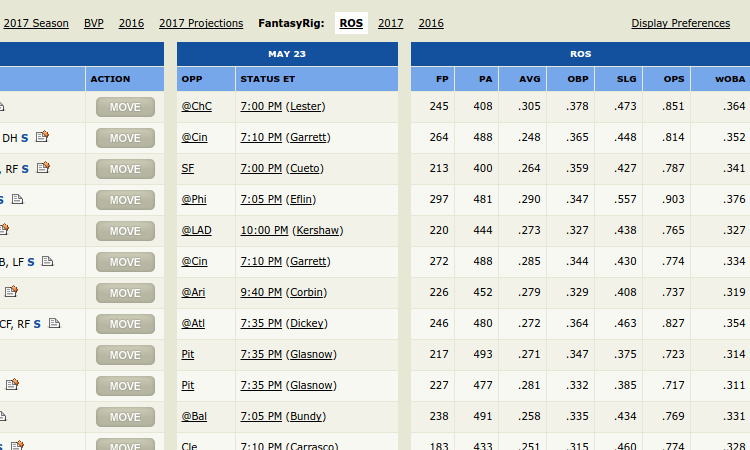 2017 Season BVP 2016 2017 Projections FantasyRig: ROS 2017 2016 Display Preferences
MAY 23 ROS
ACTION OPP STATUS ET FP PA AVG OBP SLG OPS wOBA
MOVE @ChC 7:00 PM (Lester) 245 408 .305 .378 .473 .851 .364
DH S MOVE @Cin 7:10 PM (Garrett) 264 488 .248 .365 .448 .814 .352
, RF S MOVE SF 7:00 PM (Cueto) 213 400 .264 .359 .427 .787 .341
S MOVE @Phi 7:05 PM (Eflin) 297 481 .290 .347 .557 .903 .376
MOVE @LAD 10:00 PM (Kershaw) 220 444 .273 .327 .438 .765 .327
B, LF S MOVE @Cin 7:10 PM (Garrett) 272 488 .285 .344 .430 .774 .334
MOVE @Ari 9:40 PM (Corbin) 226 452 .279 .329 .408 .737 .319
CF, RF S MOVE @Atl 7:35 PM (Dickey) 246 480 .272 .364 .463 .827 .354
MOVE Pit 7:35 PM (Glasnow) 217 493 .271 .347 .375 .723 .314
MOVE Pit 7:35 PM (Glasnow) 227 477 .281 .332 .385 .717 .311
MOVE @Bal 7:05 PM (Bundy) 238 491 .258 .335 .434 .769 .331
S MOVE Cle 7:10 PM (Carrasco) 183 433 .251 .315 .460 .774 .328